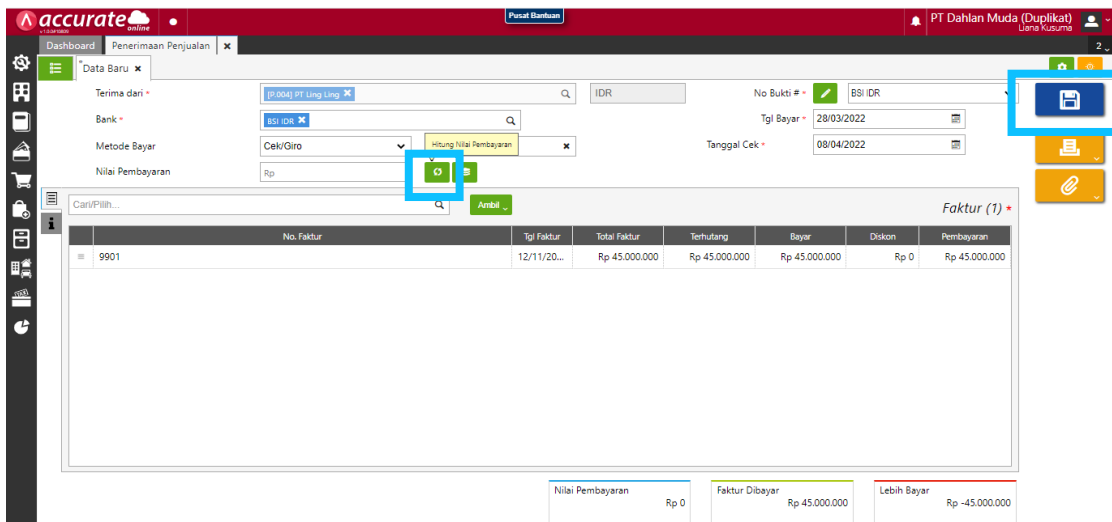 accurate online
Pusat Bantuan
PT Dahlan Muda (Duplikat)
Liana Kusuma
Dashboard
Penerimaan Penjualan
2
Data Baru
Terima dari *
[P.004] PT Ling Ling
IDR
No Bukti # *
BSI IDR
Bank *
BSI IDR
Tgl Bayar *
28/03/2022
Metode Bayar
Cek/Giro
Hitung Nilai Pembayaran
Tanggal Cek *
08/04/2022
Nilai Pembayaran
Rp
Cari/Pilih...
Ambil
Faktur (1) *
No. Faktur
Tgl Faktur
Total Faktur
Terhutang
Bayar
Diskon
Pembayaran
9901
12/11/20...
Rp 45.000.000
Rp 45.000.000
Rp 45.000.000
Rp 0
Rp 45.000.000
Nilai Pembayaran
Rp 0
Faktur Dibayar
Rp 45.000.000
Lebih Bayar
Rp -45.000.000